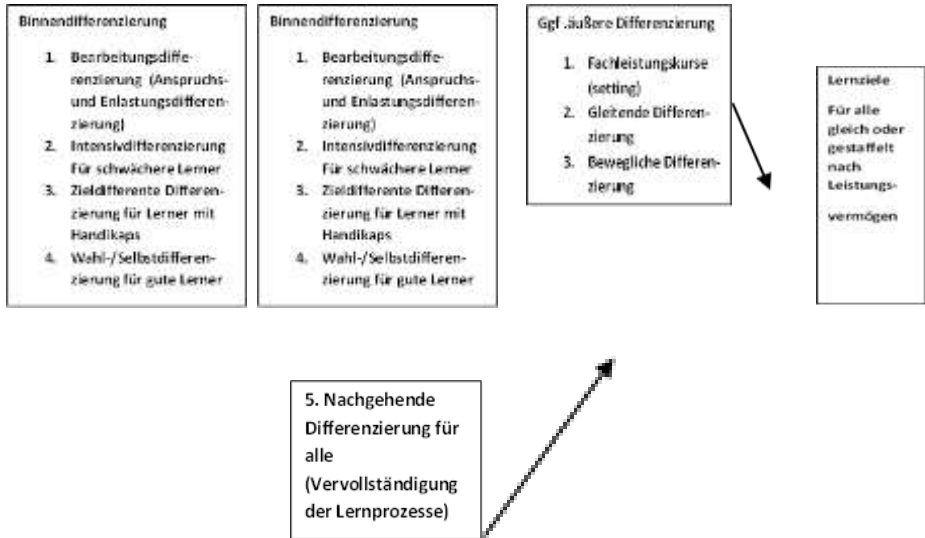 Binnendifferenzierung
1. Bearbeitungsdiffe-
renzierung (Anspruchs-
und Enlastungsdifferen-
zierung)
2. Intensivdifferenzierung
Für schwächere Lerner
3. Zieldifferente Differen-
zierung für Lerner mit
Handikaps
4. Wahl-/Selbstdifferen-
zierung für gute Lerner
Binnendifferenzierung
1. Bearbeitungsdiffe-
renzierung (Anspruchs-
und Enlastungsdifferen-
zierung)
2. Intensivdifferenzierung
Für schwächere Lerner
3. Zieldifferente Differen-
zierung für Lerner mit
Handikaps
4. Wahl-/Selbstdifferen-
zierung für gute Lerner
Ggf .äußere Differenzierung
1. Fachleistungskurse
(setting)
2. Gleitende Differen-
zierung
3. Bewegliche Differen-
zierung
Lernziele
Für alle
gleich oder
gestaffelt
nach
Leistungs-
vermögen
5. Nachgehende
Differenzierung für
alle
(Vervollständigung
der Lernprozesse)